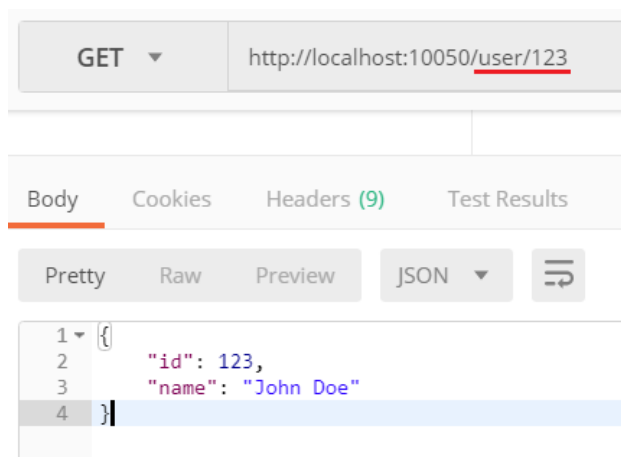 GET http://localhost:10050/user/123
Body Cookies Headers (9) Test Results
Pretty Raw Preview JSON
1 {
2 "id": 123,
3 "name": "John Doe"
4 }